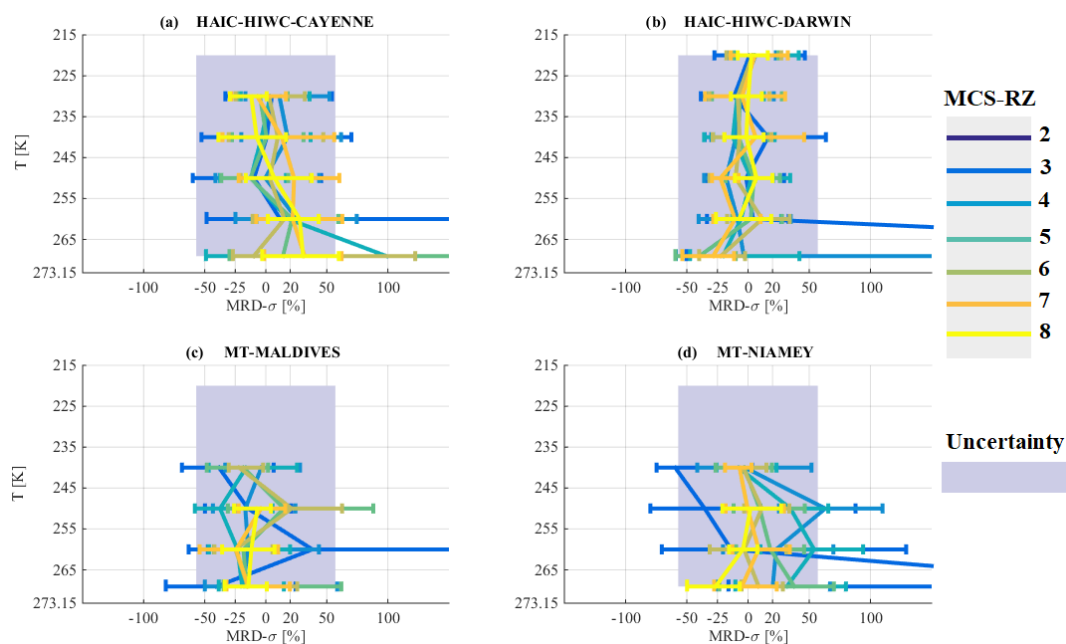 (a) HAIC-HIWC-CAYENNE
(b) HAIC-HIWC-DARWIN
215
225
235
245
255
265
273.15
T [K]
-100 -50 -25 0 20 50 100
MRD-σ [%]
215
225
235
245
255
265
273.15
-100 -50 -25 0 20 50 100
MRD-σ [%]
MCS-RZ
2
3
4
5
6
7
8
Uncertainty
(c) MT-MALDIVES
(d) MT-NIAMEY
215
225
235
245
255
265
273.15
T [K]
-100 -50 -25 0 20 50 100
MRD-σ [%]
215
225
235
245
255
265
273.15
-100 -50 -25 0 20 50 100
MRD-σ [%]